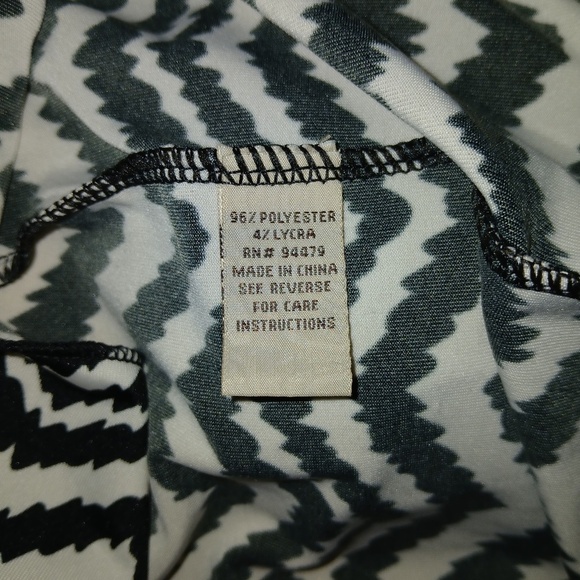 96% POLYESTER
4% LYCRA
RN# 94479
MADE IN CHINA
SEE REVERSE
FOR CARE
INSTRUCTIONS